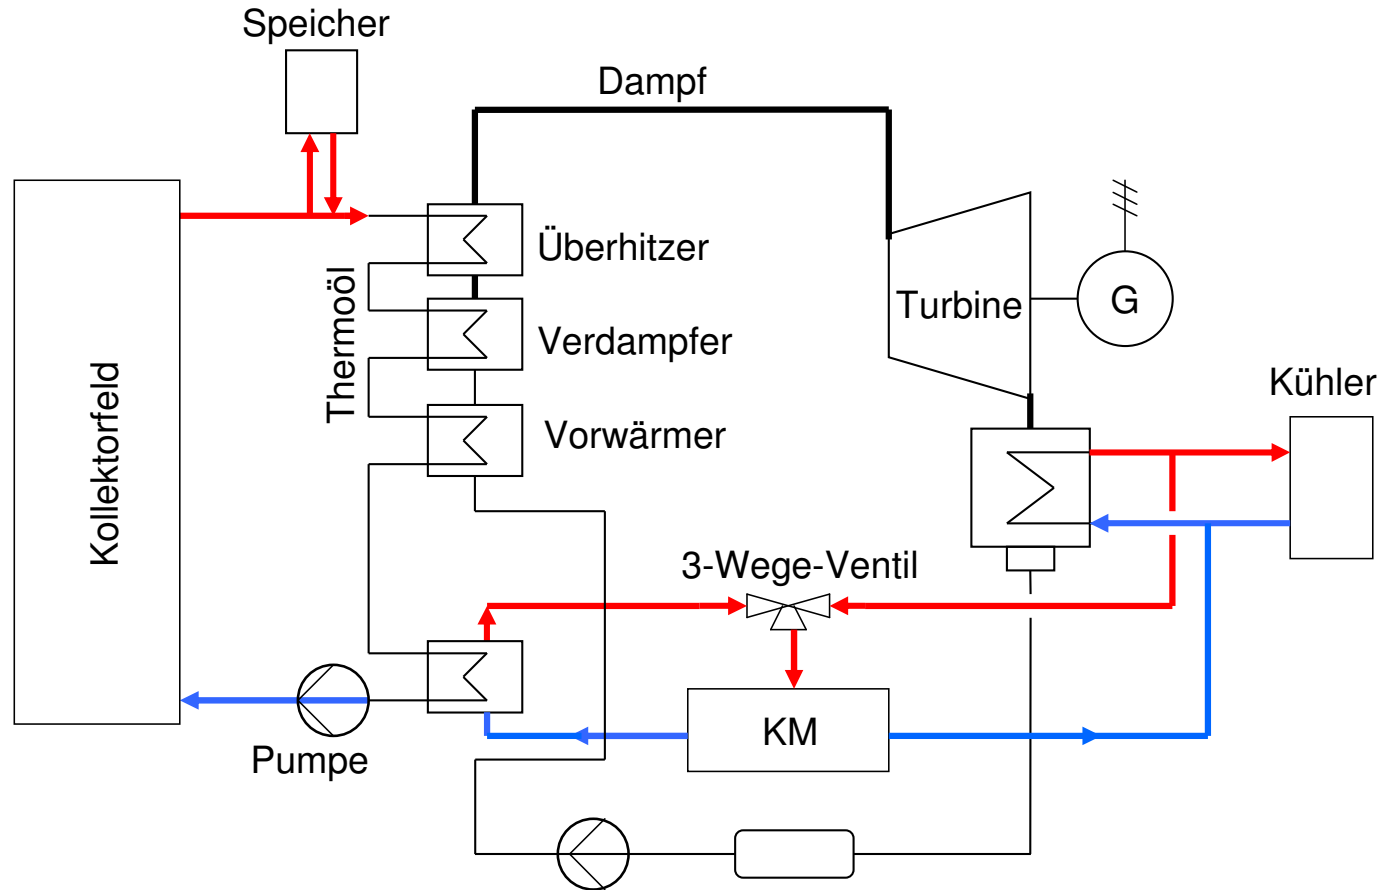 Speicher
Dampf
Überhitzer
Thermoöl
Turbine
G
Verdampfer
Kühler
Kollektorfeld
Vorwärmer
3-Wege-Ventil
KM
Pumpe